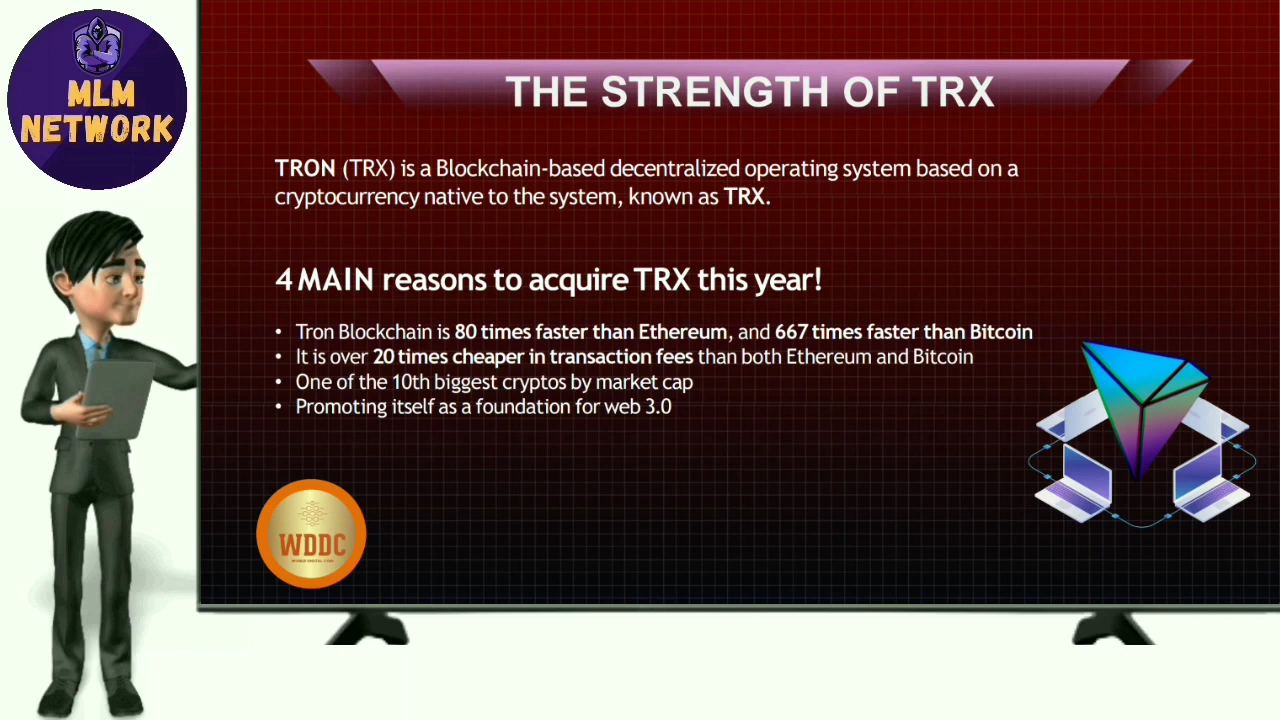 MLM
NETWORK
THE STRENGTH OF TRX
TRON (TRX) is a Blockchain-based decentralized operating system based on a
cryptocurrency native to the system, known as TRX.
4 MAIN reasons to acquire TRX this year!
• Tron Blockchain is 80 times faster than Ethereum, and 667 times faster than Bitcoin
• It is over 20 times cheaper in transaction fees than both Ethereum and Bitcoin
• One of the 10th biggest cryptos by market cap
• Promoting itself as a foundation for web 3.0
WDDC